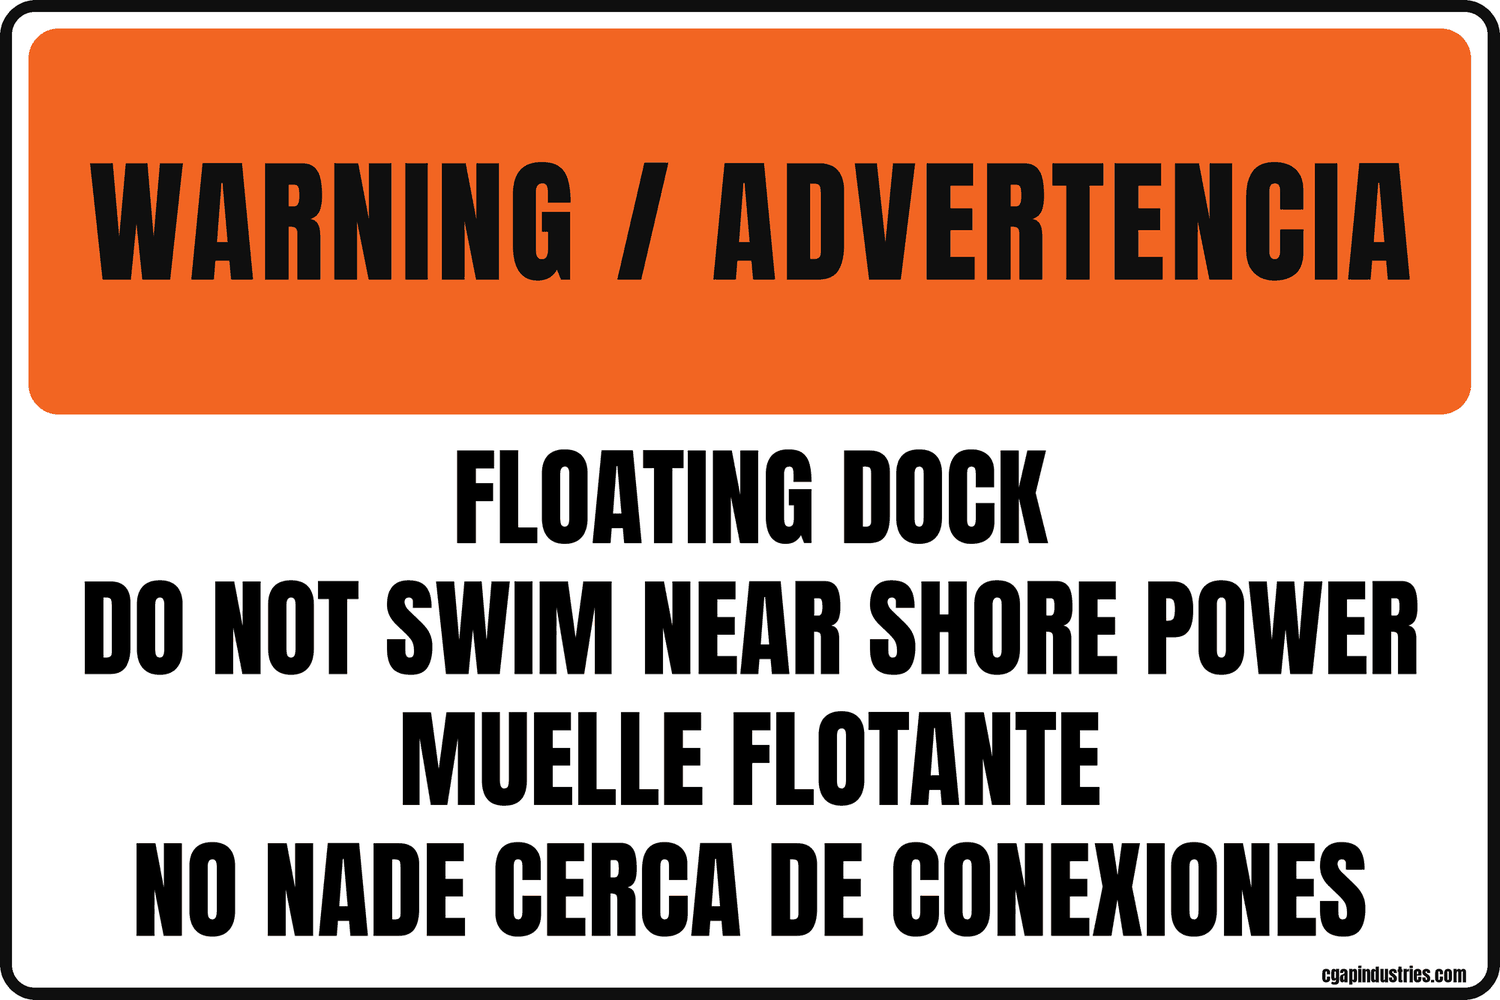 WARNING / ADVERTENCIA
FLOATING DOCK
DO NOT SWIM NEAR SHORE POWER
MUELLE FLOTANTE
NO NADE CERCA DE CONEXIONES
cgapindustries.com